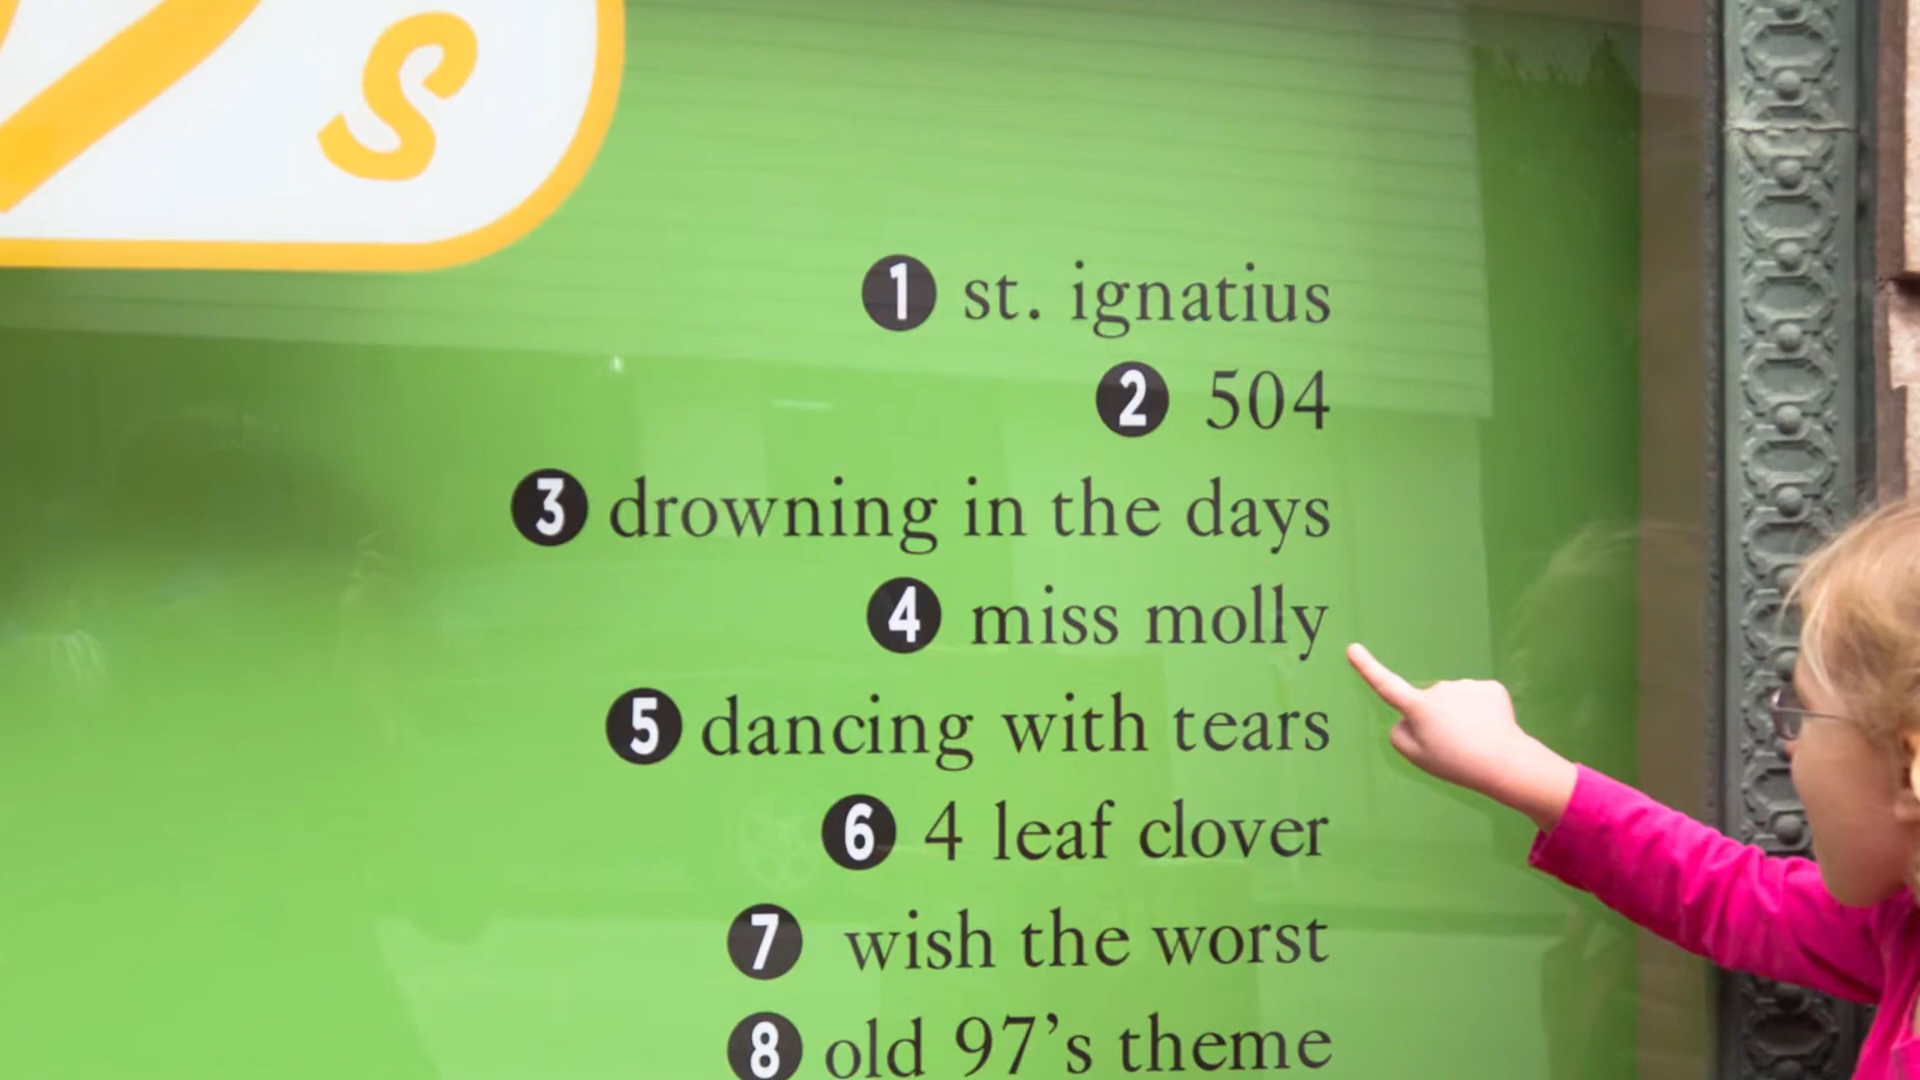 's
1 st. ignatius
2 504
3 drowning in the days
4 miss molly
5 dancing with tears
6 4 leaf clover
7 wish the worst
8 old 97's theme